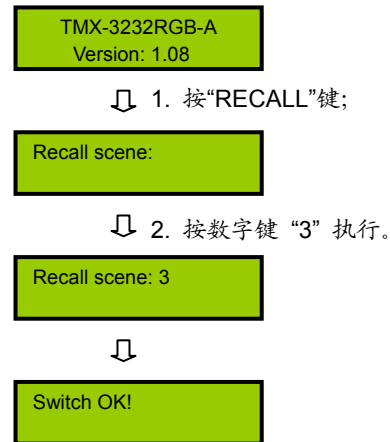 TMX-3232RGB-A
Version: 1.08
1. 按“RECALL”键;
Recall scene:
2. 按数字键 “3” 执行。
Recall scene: 3
Switch OK!